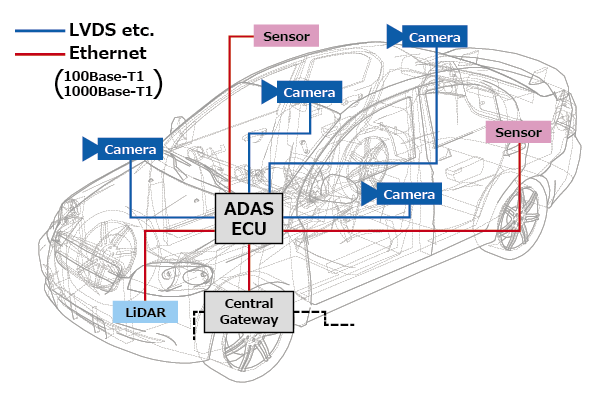 LVDS etc.
Ethernet
(100Base-T1
1000Base-T1)
Sensor
Camera
Camera
Sensor
Camera
Camera
ADAS
ECU
LiDAR
Central
Gateway